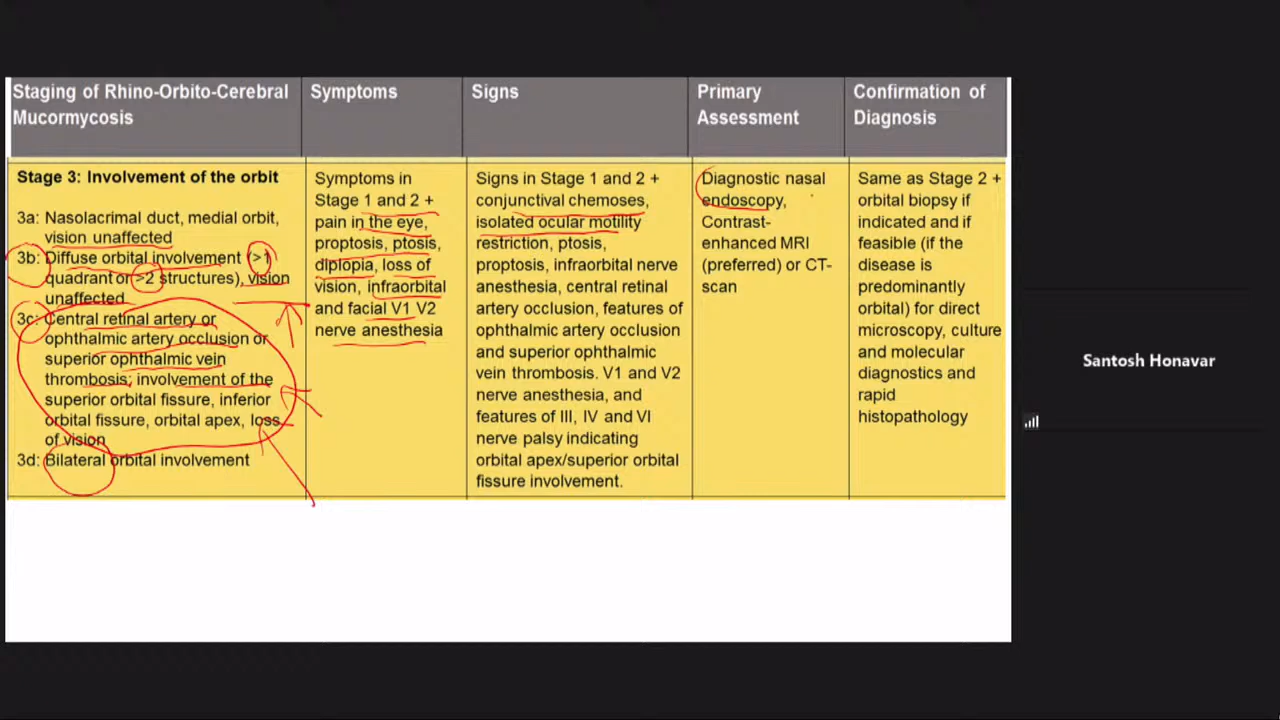 Staging of Rhino-Orbito-Cerebral
Mucormycosis
Symptoms
Signs
Primary
Assessment
Confirmation of
Diagnosis
Stage 3: Involvement of the orbit
3a: Nasolacrimal duct, medial orbit,
vision unaffected
3b: Diffuse orbital involvement (>1
quadrant or >2 structures), vision
unaffected
3c: Central retinal artery or
ophthalmic artery occlusion or
superior ophthalmic vein
thrombosis; involvement of the
superior orbital fissure, inferior
orbital fissure, orbital apex, loss
of vision
3d: Bilateral orbital involvement
Symptoms in
Stage 1 and 2 +
pain in the eye,
proptosis, ptosis,
diplopia, loss of
vision, infraorbital
and facial V1 V2
nerve anesthesia
Signs in Stage 1 and 2 +
conjunctival chemoses,
isolated ocular motility
restriction, ptosis,
proptosis, infraorbital nerve
anesthesia, central retinal
artery occlusion, features of
ophthalmic artery occlusion
and superior ophthalmic
vein thrombosis. V1 and V2
nerve anesthesia, and
features of III, IV and VI
nerve palsy indicating
orbital apex/superior orbital
fissure involvement.
Diagnostic nasal
endoscopy,
Contrast-
enhanced MRI
(preferred) or CT-
scan
Same as Stage 2 +
orbital biopsy if
indicated and if
feasible (if the
disease is
predominantly
orbital) for direct
microscopy, culture
and molecular
diagnostics and
rapid
histopathology
Santosh Honavar